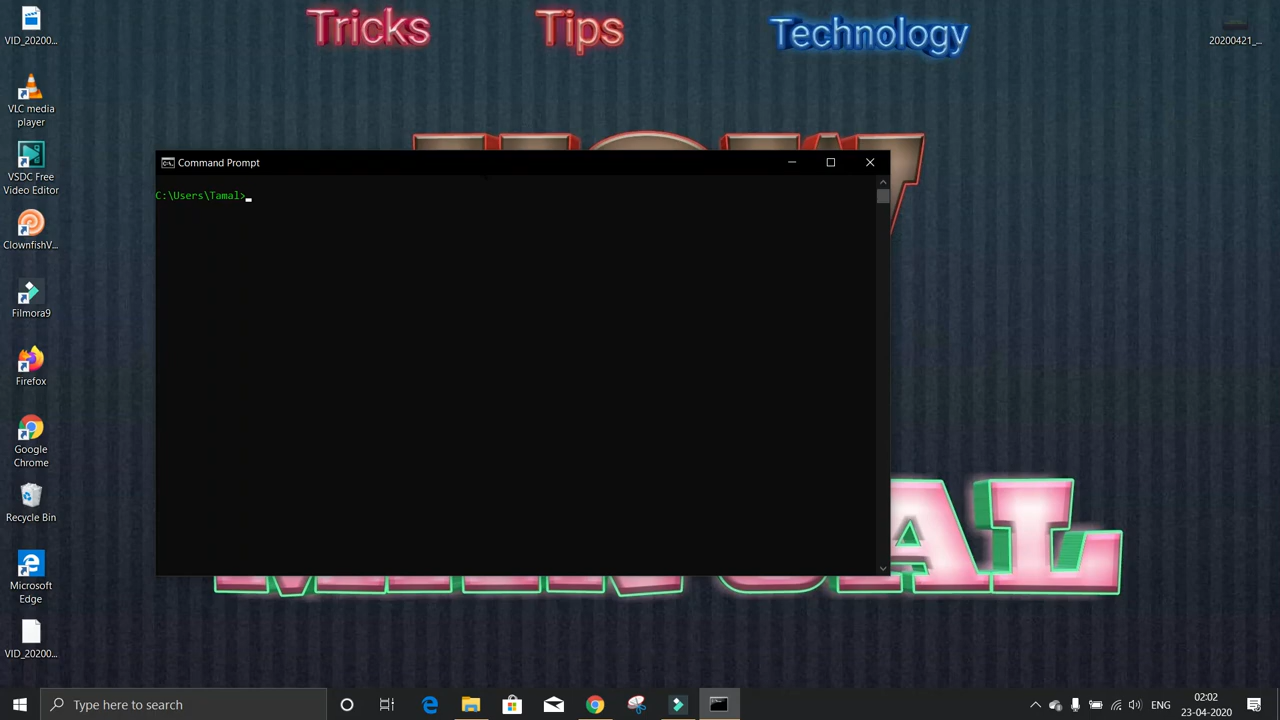 Tricks
Tips
Technology
VID_20200...
VLC media
player
VSDC Free
Video Editor
ClownfishV...
Filmora9
Firefox
Google
Chrome
Recycle Bin
Microsoft
Edge
VID_20200...
20200421_...
Command Prompt
C:\Users\Tamal>
AL
Type here to search
ENG
02:02
23-04-2020